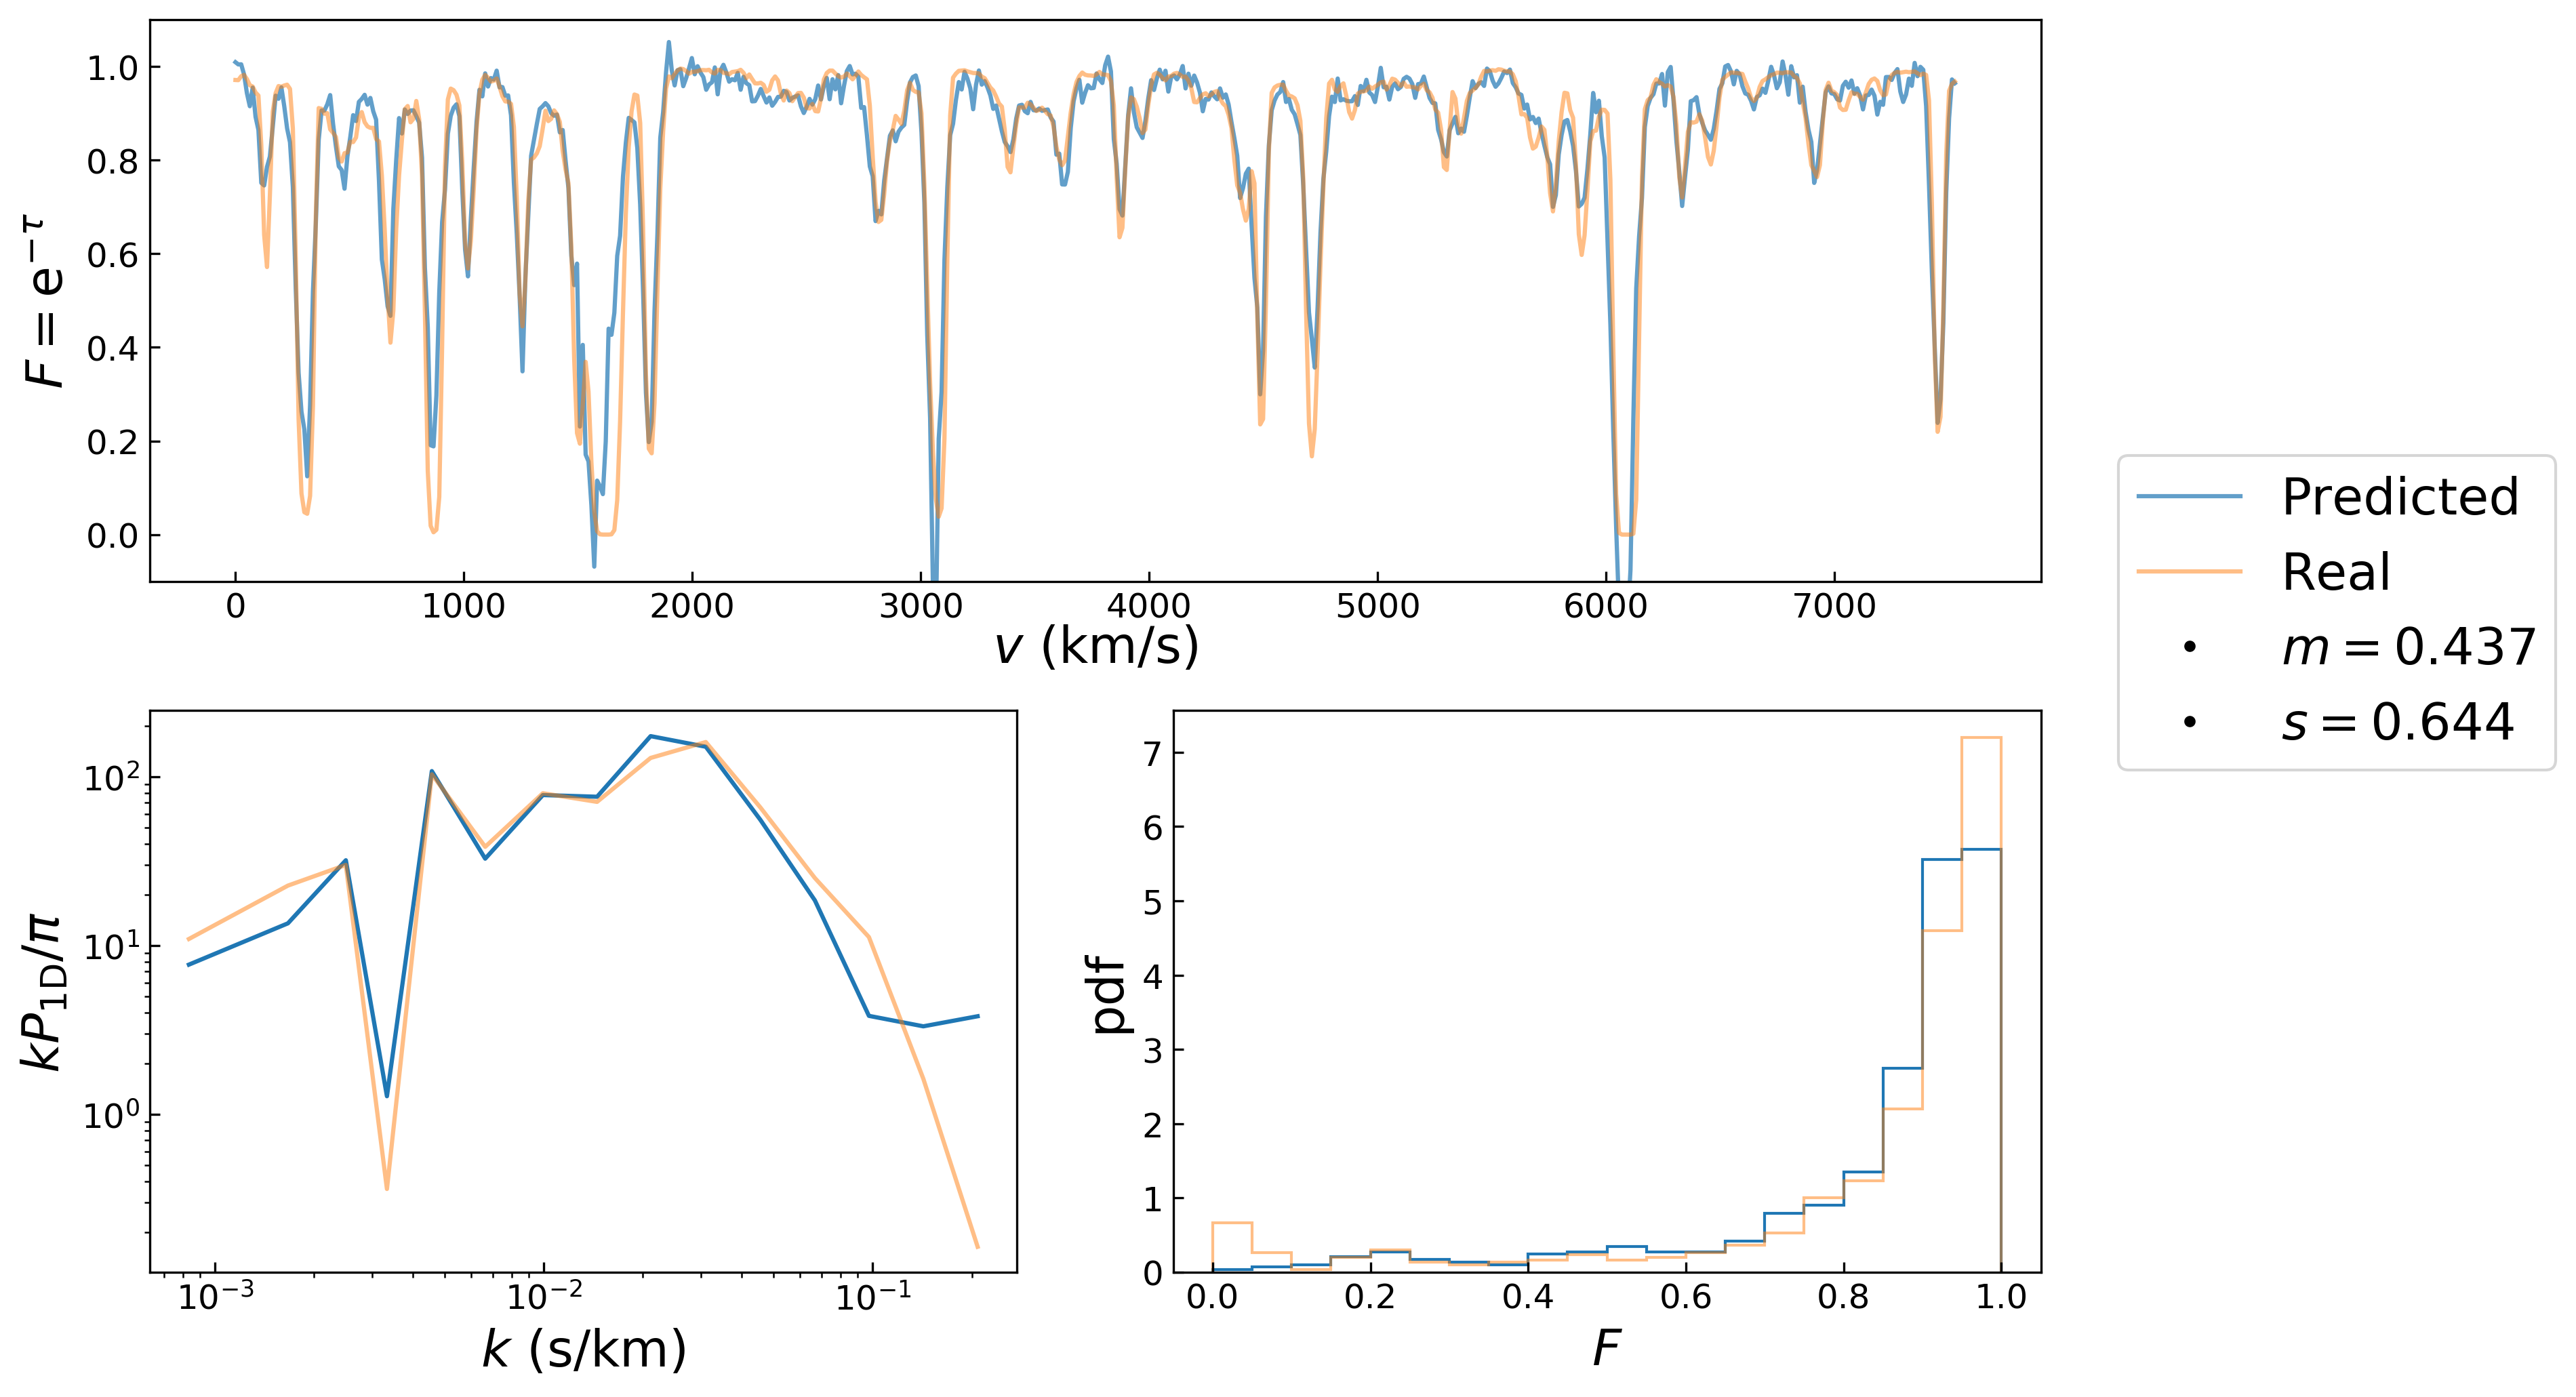 1.0
0.8
0.6
0.4
0.2
0.0
F = e^{−τ}
0 1000 2000 3000 4000 5000 6000 7000
v (km/s)
Predicted
Real
m = 0.437
s = 0.644
10^2
10^1
10^0
kP_{1D}/π
10^{−3} 10^{−2} 10^{−1}
k (s/km)
7
6
5
4
3
2
1
0
pdf
0.0 0.2 0.4 0.6 0.8 1.0
F